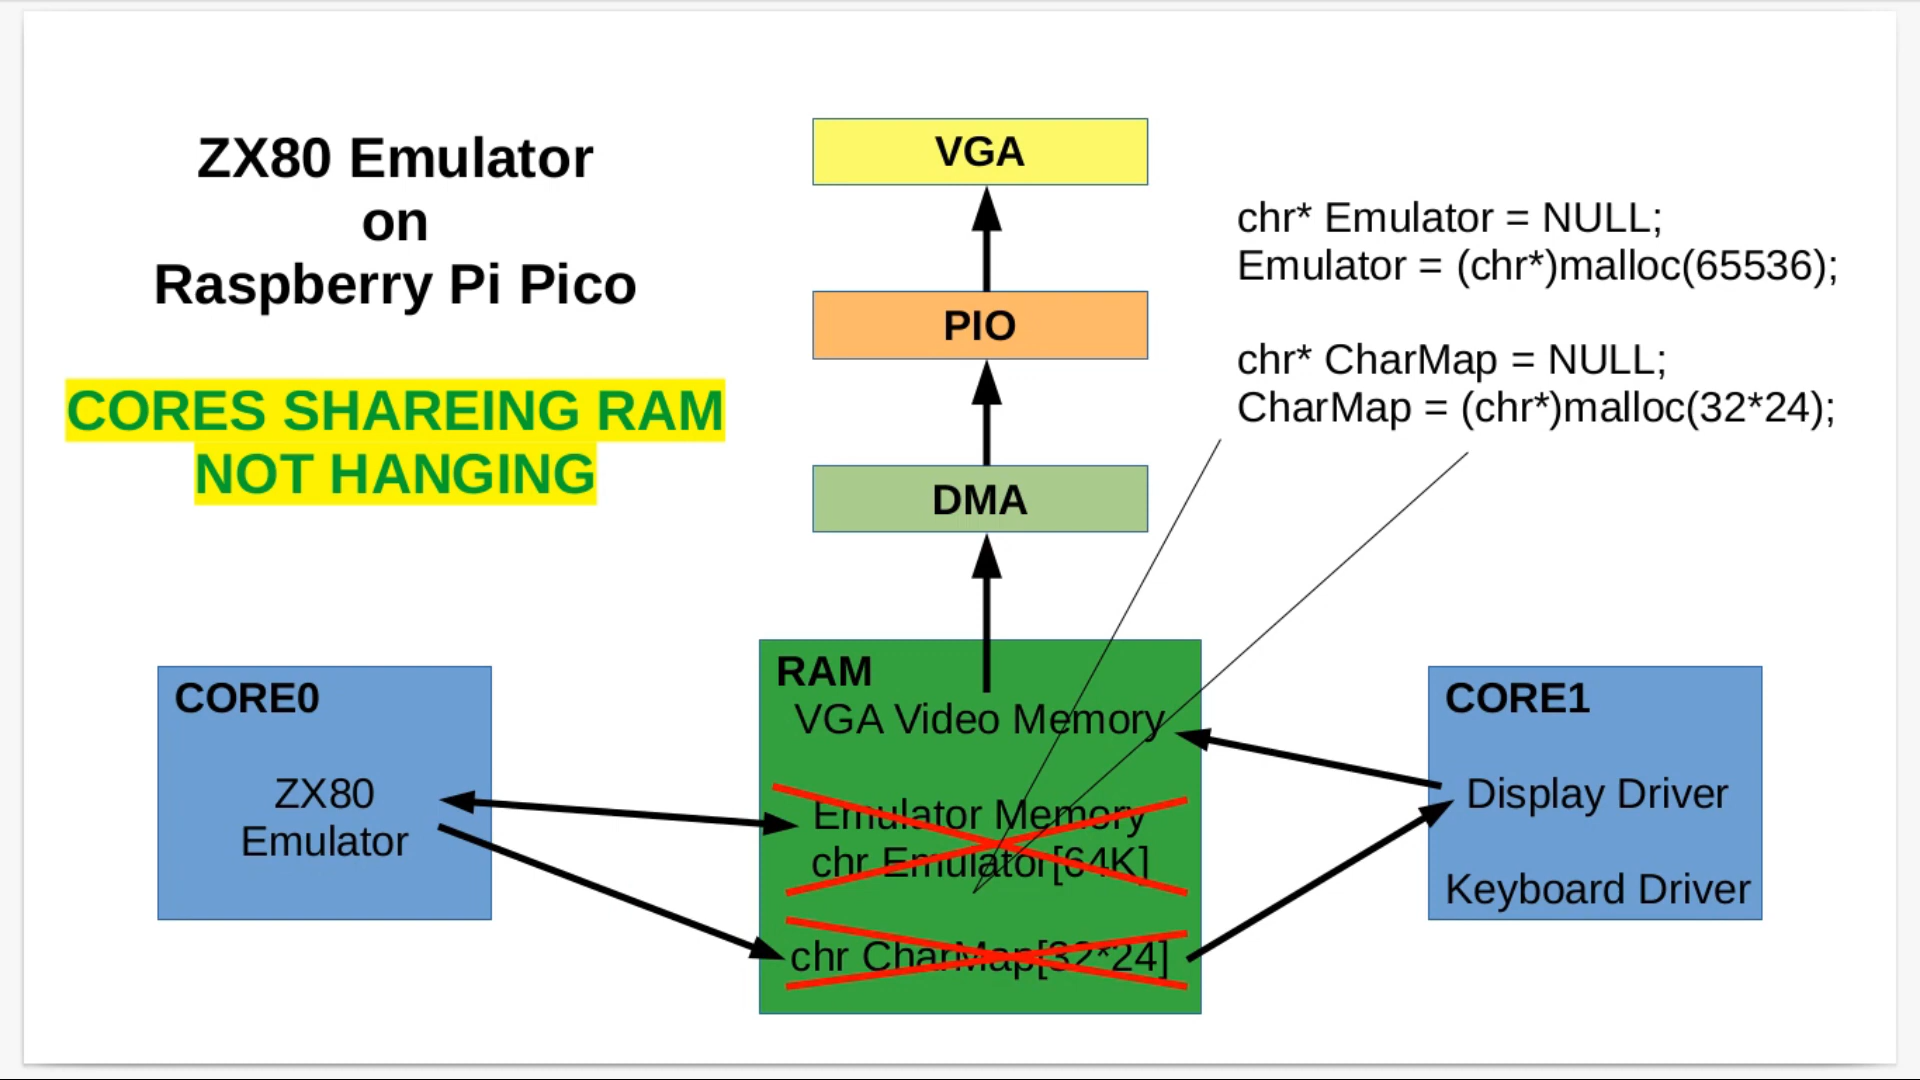 ZX80 Emulator
on
Raspberry Pi Pico
CORES SHAREING RAM
NOT HANGING
VGA
PIO
DMA
chr* Emulator = NULL;
Emulator = (chr*)malloc(65536);
chr* CharMap = NULL;
CharMap = (chr*)malloc(32*24);
CORE0
ZX80
Emulator
RAM
VGA Video Memory
Emulator Memory
chr Emulator[64K]
chr CharMap[32*24]
CORE1
Display Driver
Keyboard Driver